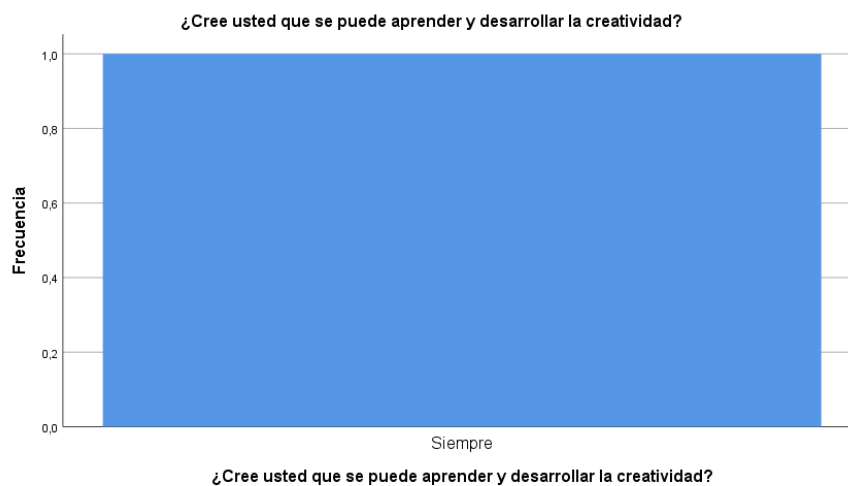 ¿Cree usted que se puede aprender y desarrollar la creatividad?
1,0
0,8
0,6
0,4
0,2
0,0
Frecuencia
Siempre
¿Cree usted que se puede aprender y desarrollar la creatividad?